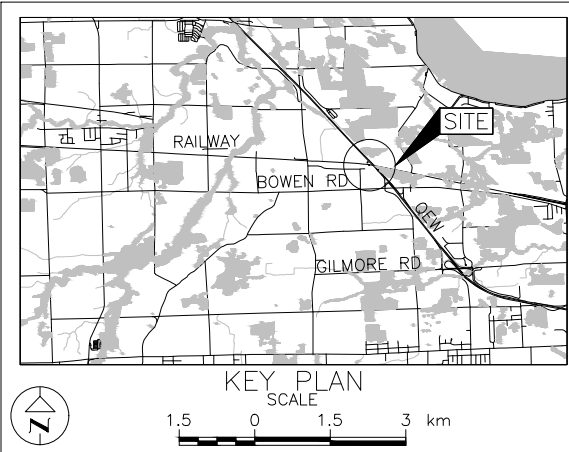 SITE
RAILWAY
BOWEN RD
QEW
GILMORE RD
KEY PLAN
SCALE
N
1.5 0 1.5 3 km